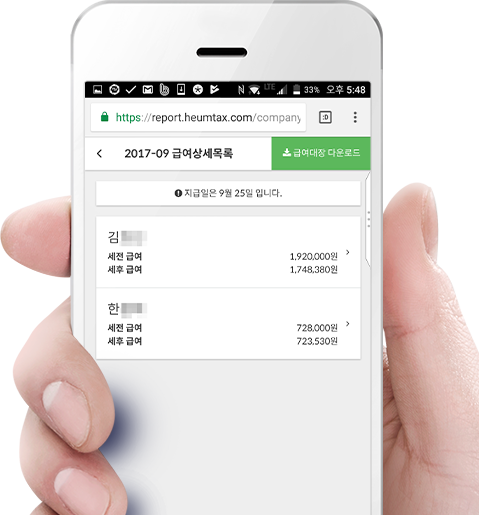 LTE 33% 오후 5:48
https://report.heumtax.com/company
:D
2017-09 급여상세목록
급여대장 다운로드
지급일은 9월 25일 입니다.
김
세전 급여 1,920,000원
세후 급여 1,748,380원
한
세전 급여 728,000원
세후 급여 723,530원